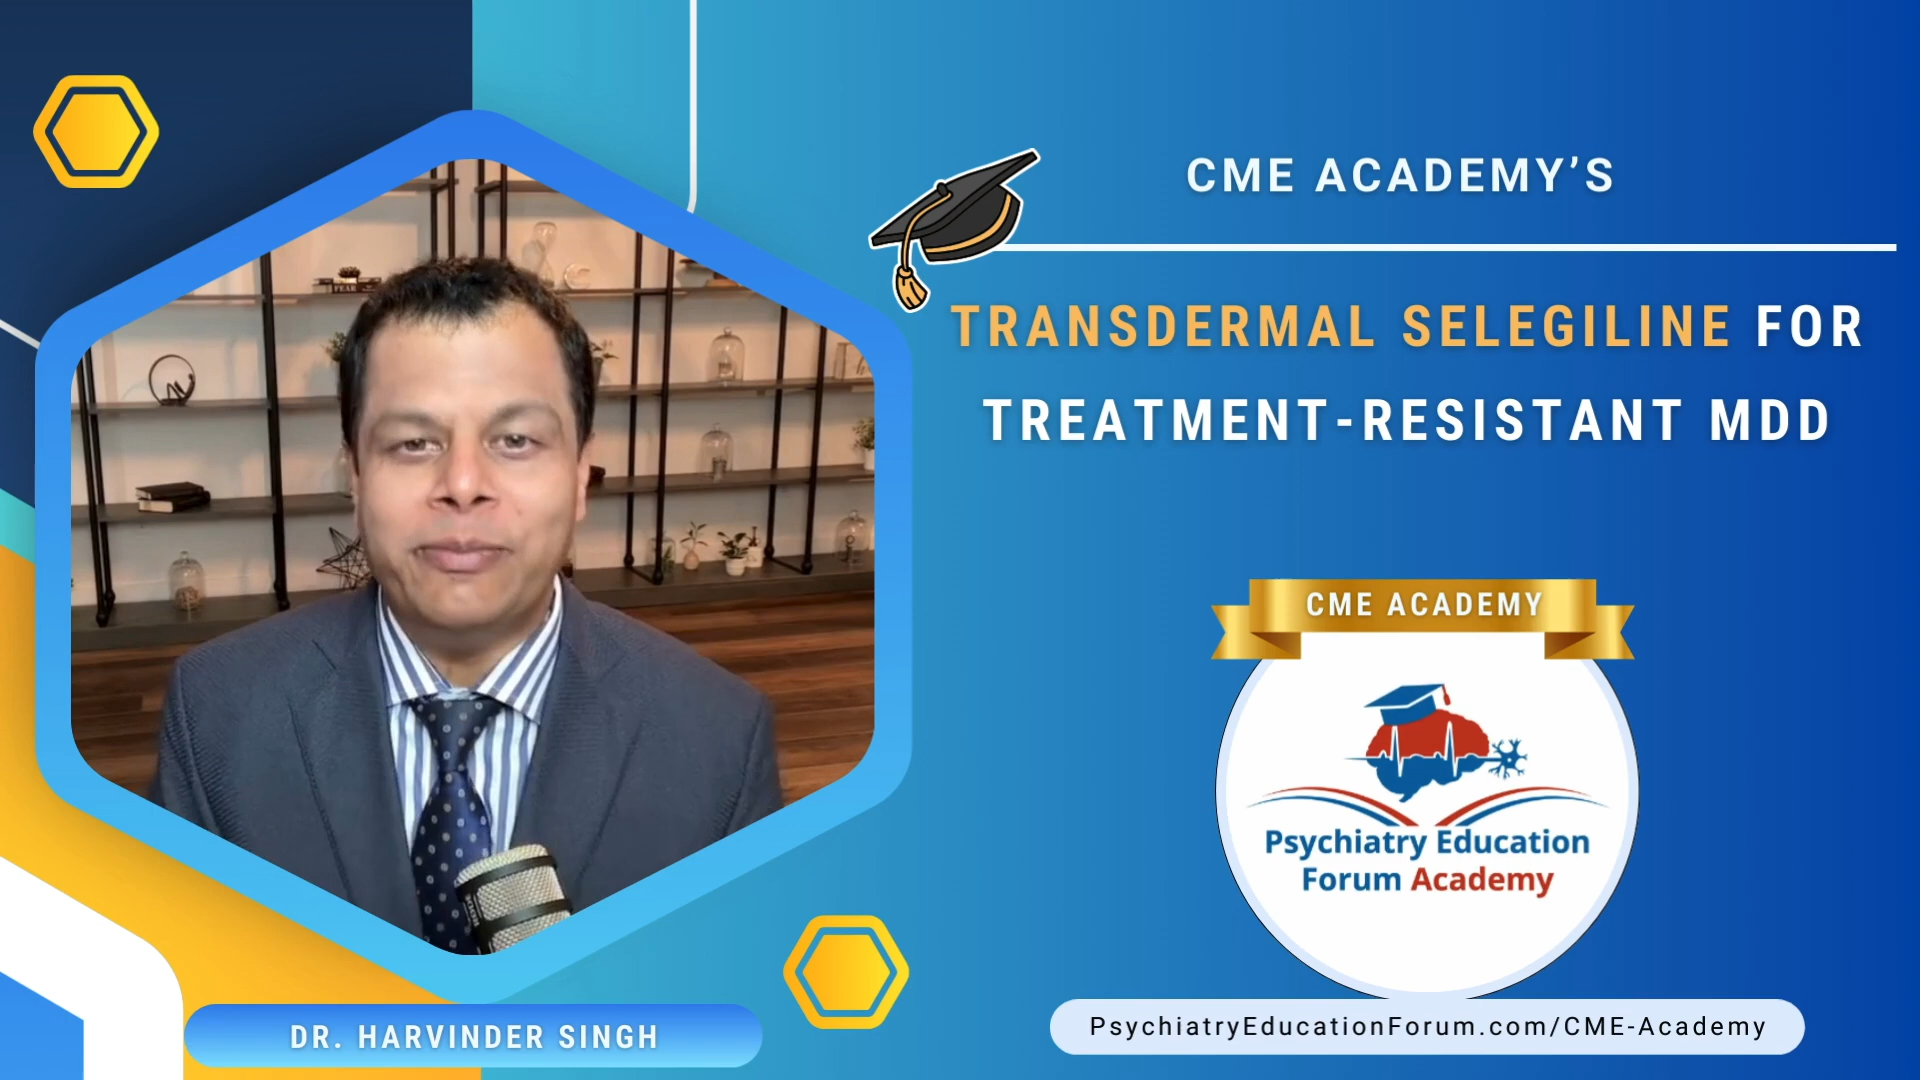 CME ACADEMY'S
TRANSDERMAL SELEGILINE FOR
TREATMENT-RESISTANT MDD
CME ACADEMY
Psychiatry Education
Forum Academy
PsychiatryEducationForum.com/CME-Academy
DR. HARVINDER SINGH
FEAR